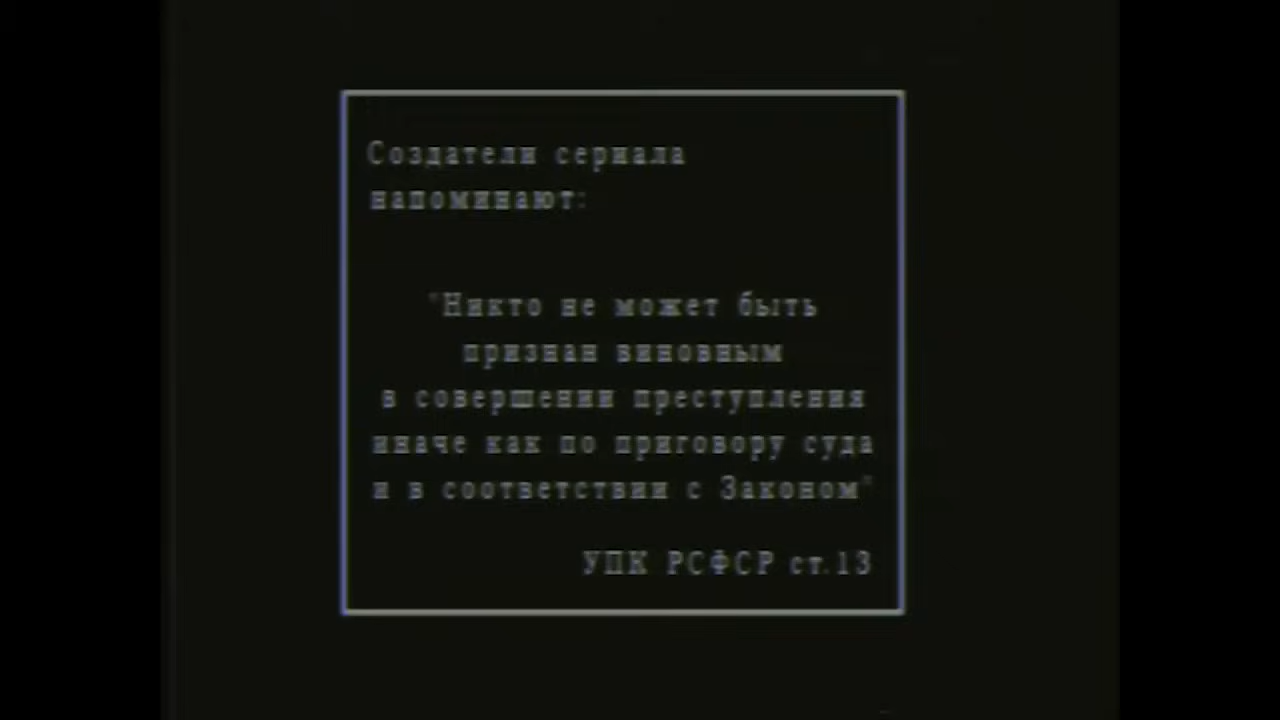 Создатели сериала
напоминают:
"Никто не может быть
признан виновным
в совершении преступления
иначе как по приговору суда
и в соответствии с Законом"
УПК РСФСР ст.13